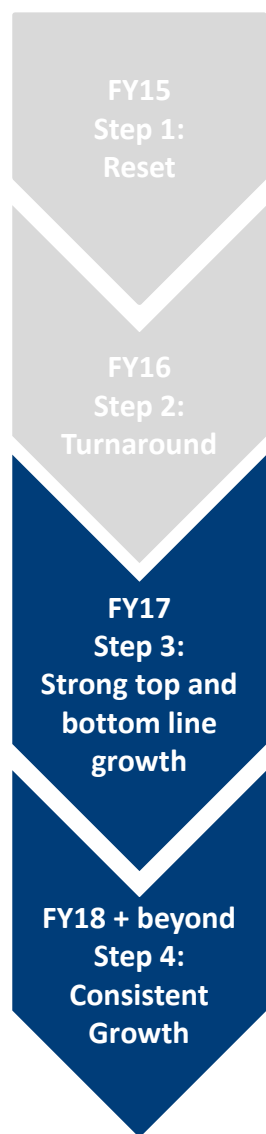 FY15
Step 1:
Reset
FY16
Step 2:
Turnaround
FY17
Step 3:
Strong top and
bottom line
growth
FY18 + beyond
Step 4:
Consistent
Growth